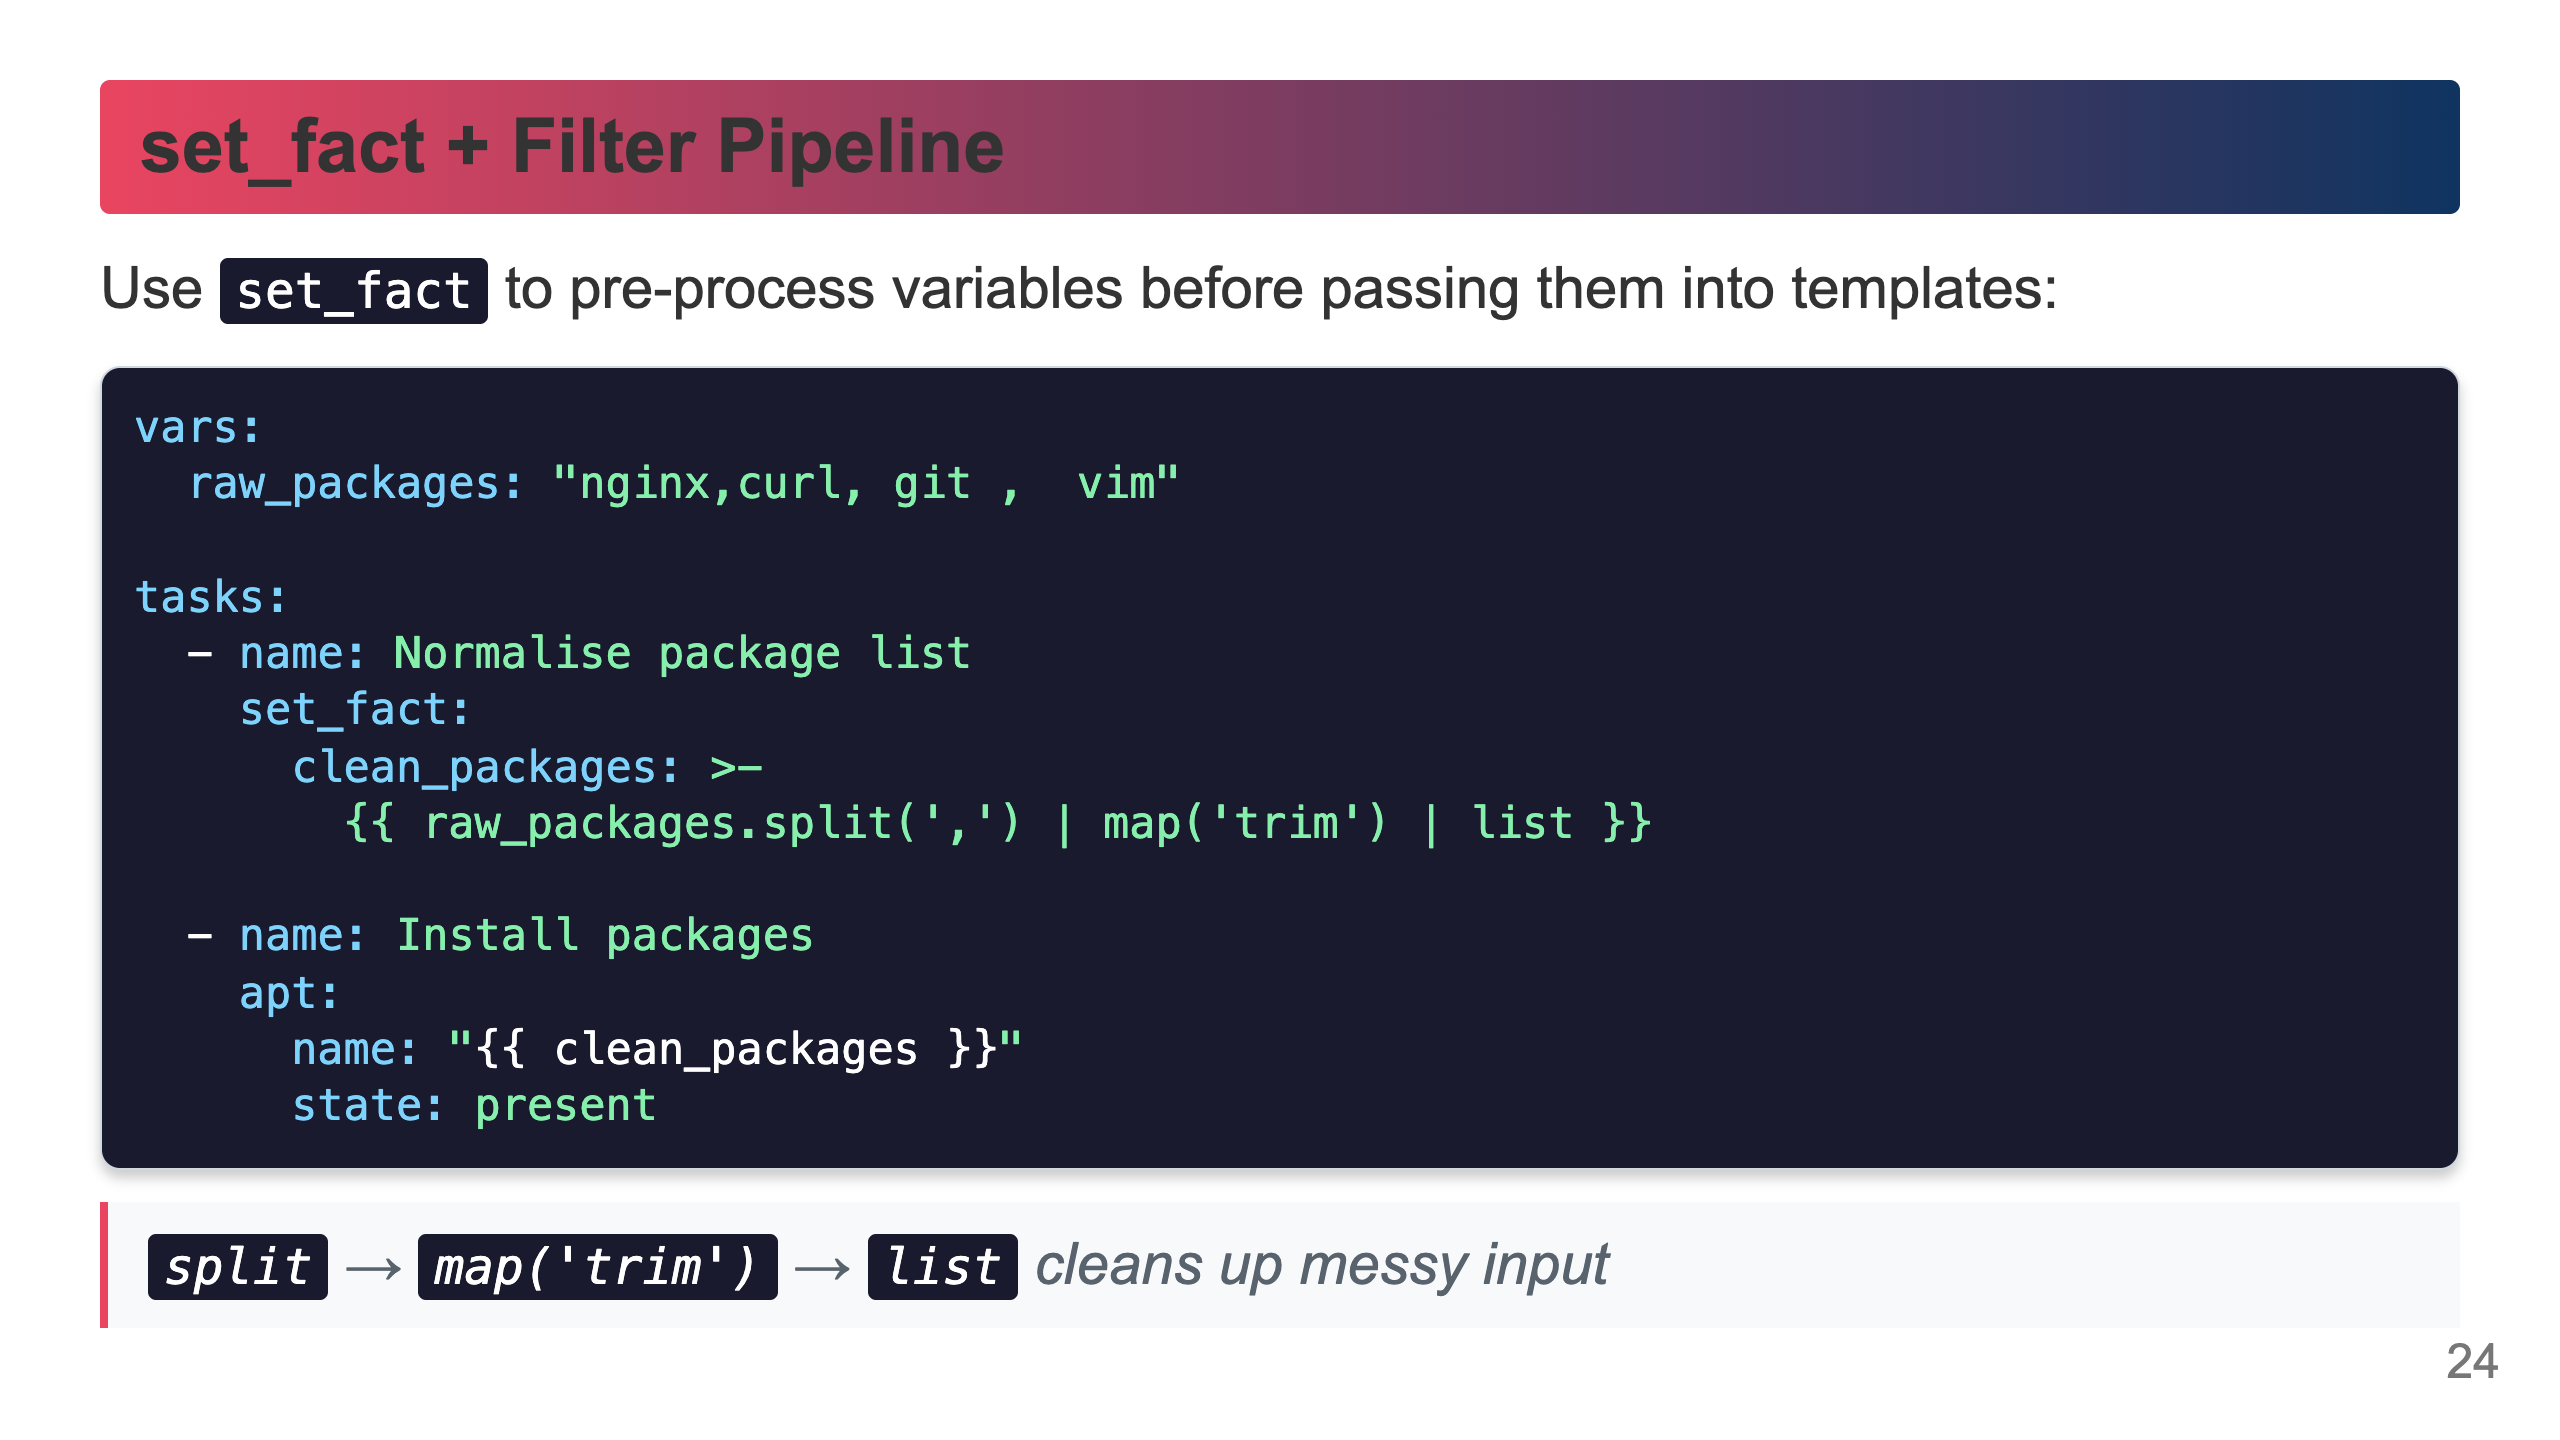 set_fact + Filter Pipeline
Use set_fact to pre-process variables before passing them into templates:
vars:
  raw_packages: "nginx,curl, git ,  vim"

tasks:
  - name: Normalise package list
    set_fact:
      clean_packages: >-
        {{ raw_packages.split(',') | map('trim') | list }}

  - name: Install packages
    apt:
      name: "{{ clean_packages }}"
      state: present
split → map('trim') → list cleans up messy input
24